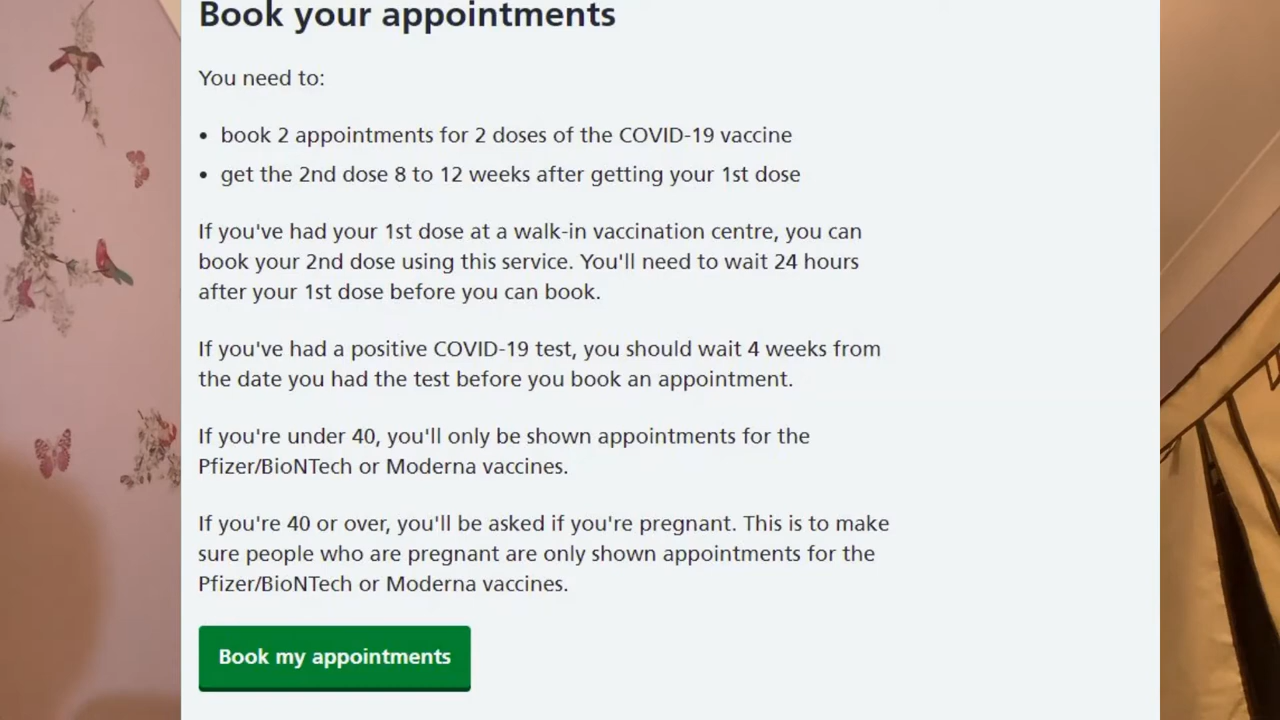 Book your appointments
You need to:
• book 2 appointments for 2 doses of the COVID-19 vaccine
• get the 2nd dose 8 to 12 weeks after getting your 1st dose
If you've had your 1st dose at a walk-in vaccination centre, you can
book your 2nd dose using this service. You'll need to wait 24 hours
after your 1st dose before you can book.
If you've had a positive COVID-19 test, you should wait 4 weeks from
the date you had the test before you book an appointment.
If you're under 40, you'll only be shown appointments for the
Pfizer/BioNTech or Moderna vaccines.
If you're 40 or over, you'll be asked if you're pregnant. This is to make
sure people who are pregnant are only shown appointments for the
Pfizer/BioNTech or Moderna vaccines.
Book my appointments